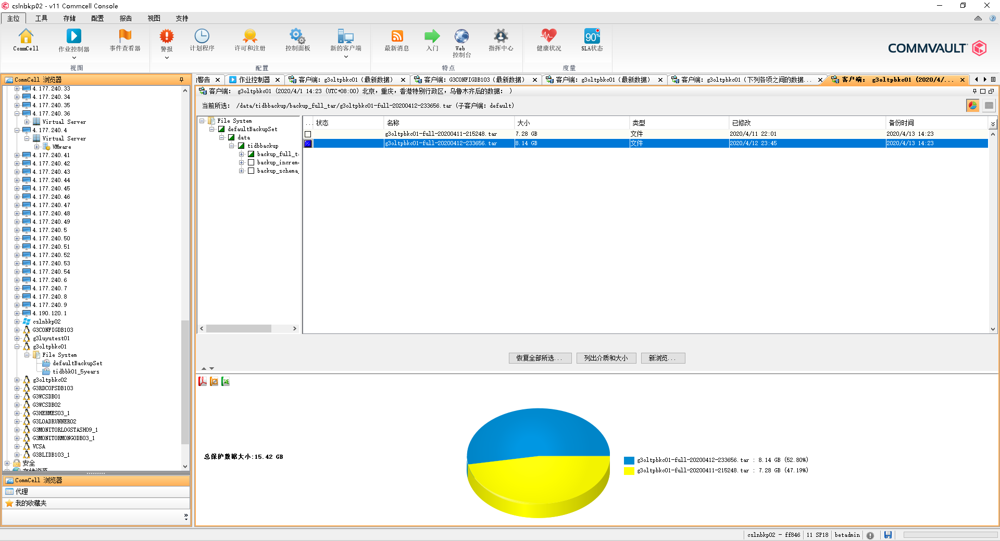 cslnbkp02 - v11 Commcell Console
主位 工具 存储 配置 报告 视图 支持
CommCell 作业控制器 事件查看器 警报 计划程序 许可和注册 控制面板 新的客户端 最新消息 入门 Web 控制台 指挥中心 健康状况 90% SLA状态
COMMVAULT
视图 配置 特点 度量
CommCell 浏览器
警告 作业控制器 客户端: g3oltpbkc01 (最新数据) 客户端: G3CONFIGDB103 (最新数据) 客户端: g3oltpbkc01 (最新数据) 客户端: g3oltpbkc01 (下列各项之间的数据... 客户端: g3oltpbkc01 (2020/4/...
客户端: g3oltpbkc01 (2020/4/1 14:23 (UTC+08:00) 北京, 重庆, 香港特别行政区, 乌鲁木齐后的数据: )
当前所选: /data/tidbbackup/backup_full_tar/g3oltpbkc01-full-20200412-233656.tar (子客户端: default)
4.177.240.33
4.177.240.34
4.177.240.35
4.177.240.36
Virtual Server
4.177.240.4
Virtual Server
VMware
4.177.240.41
4.177.240.42
4.177.240.43
4.177.240.44
4.177.240.45
4.177.240.46
4.177.240.47
4.177.240.48
4.177.240.49
4.177.240.5
4.177.240.50
4.177.240.51
4.177.240.52
4.177.240.53
4.177.240.54
4.177.240.6
4.177.240.7
4.177.240.8
4.177.240.9
4.190.120.1
cslnbkp02
G3CONFIGDB103
g3luyutest01
g3oltpbkc01
File System
defaultBackupSet
tidbbk01_5years
g3oltpbkc02
G3RDCOPSDB103
G3WCSDB01
G3WCSDB02
G3HERMES03_1
G3LOADRUNNER02
G3MONITORLOGSTASH09_1
G3MONITORMONGODB03_1
VCSA
G3BLIDB103_1
安全
存储资源
CommCell 浏览器
代理
我的收藏夹
File System
defaultBackupSet
data
tidbbackup
backup_full_t
backup_increm
backup_schema_
... 状态 名称 大小 类型 已修改 备份时间
g3oltpbkc01-full-20200411-215248.tar 7.28 GB 文件 2020/4/11 22:01 2020/4/13 14:23
g3oltpbkc01-full-20200412-233656.tar 8.14 GB 文件 2020/4/12 23:45 2020/4/13 14:23
恢复全部所选... 列出介质和大小 新浏览...
总保护数据大小:15.42 GB
g3oltpbkc01-full-20200412-233656.tar : 8.14 GB (52.80%)
g3oltpbkc01-full-20200411-215248.tar : 7.28 GB (47.19%)
cslnbkp02 - ff846 11 SP18 betadmin